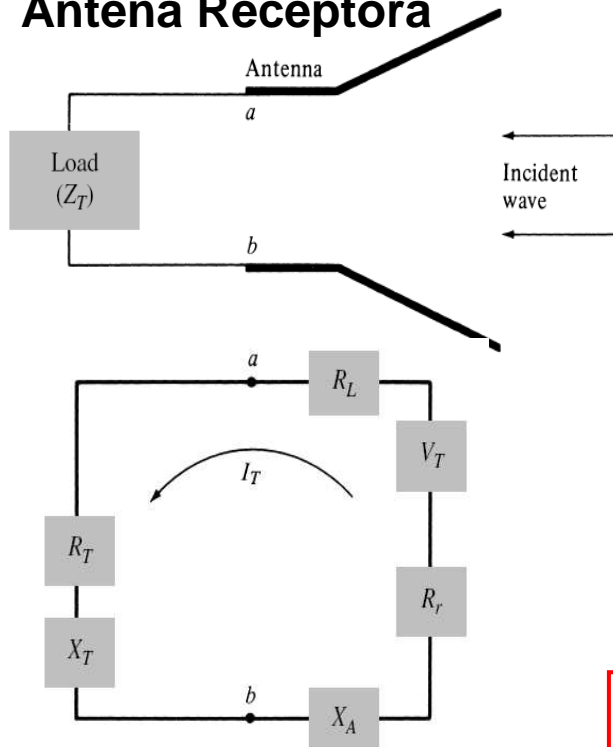 Antena Receptora
Antenna
a
Load
(Z_T)
Incident
wave
b
a
R_L
V_T
I_T
R_T
R_r
X_T
b
X_A